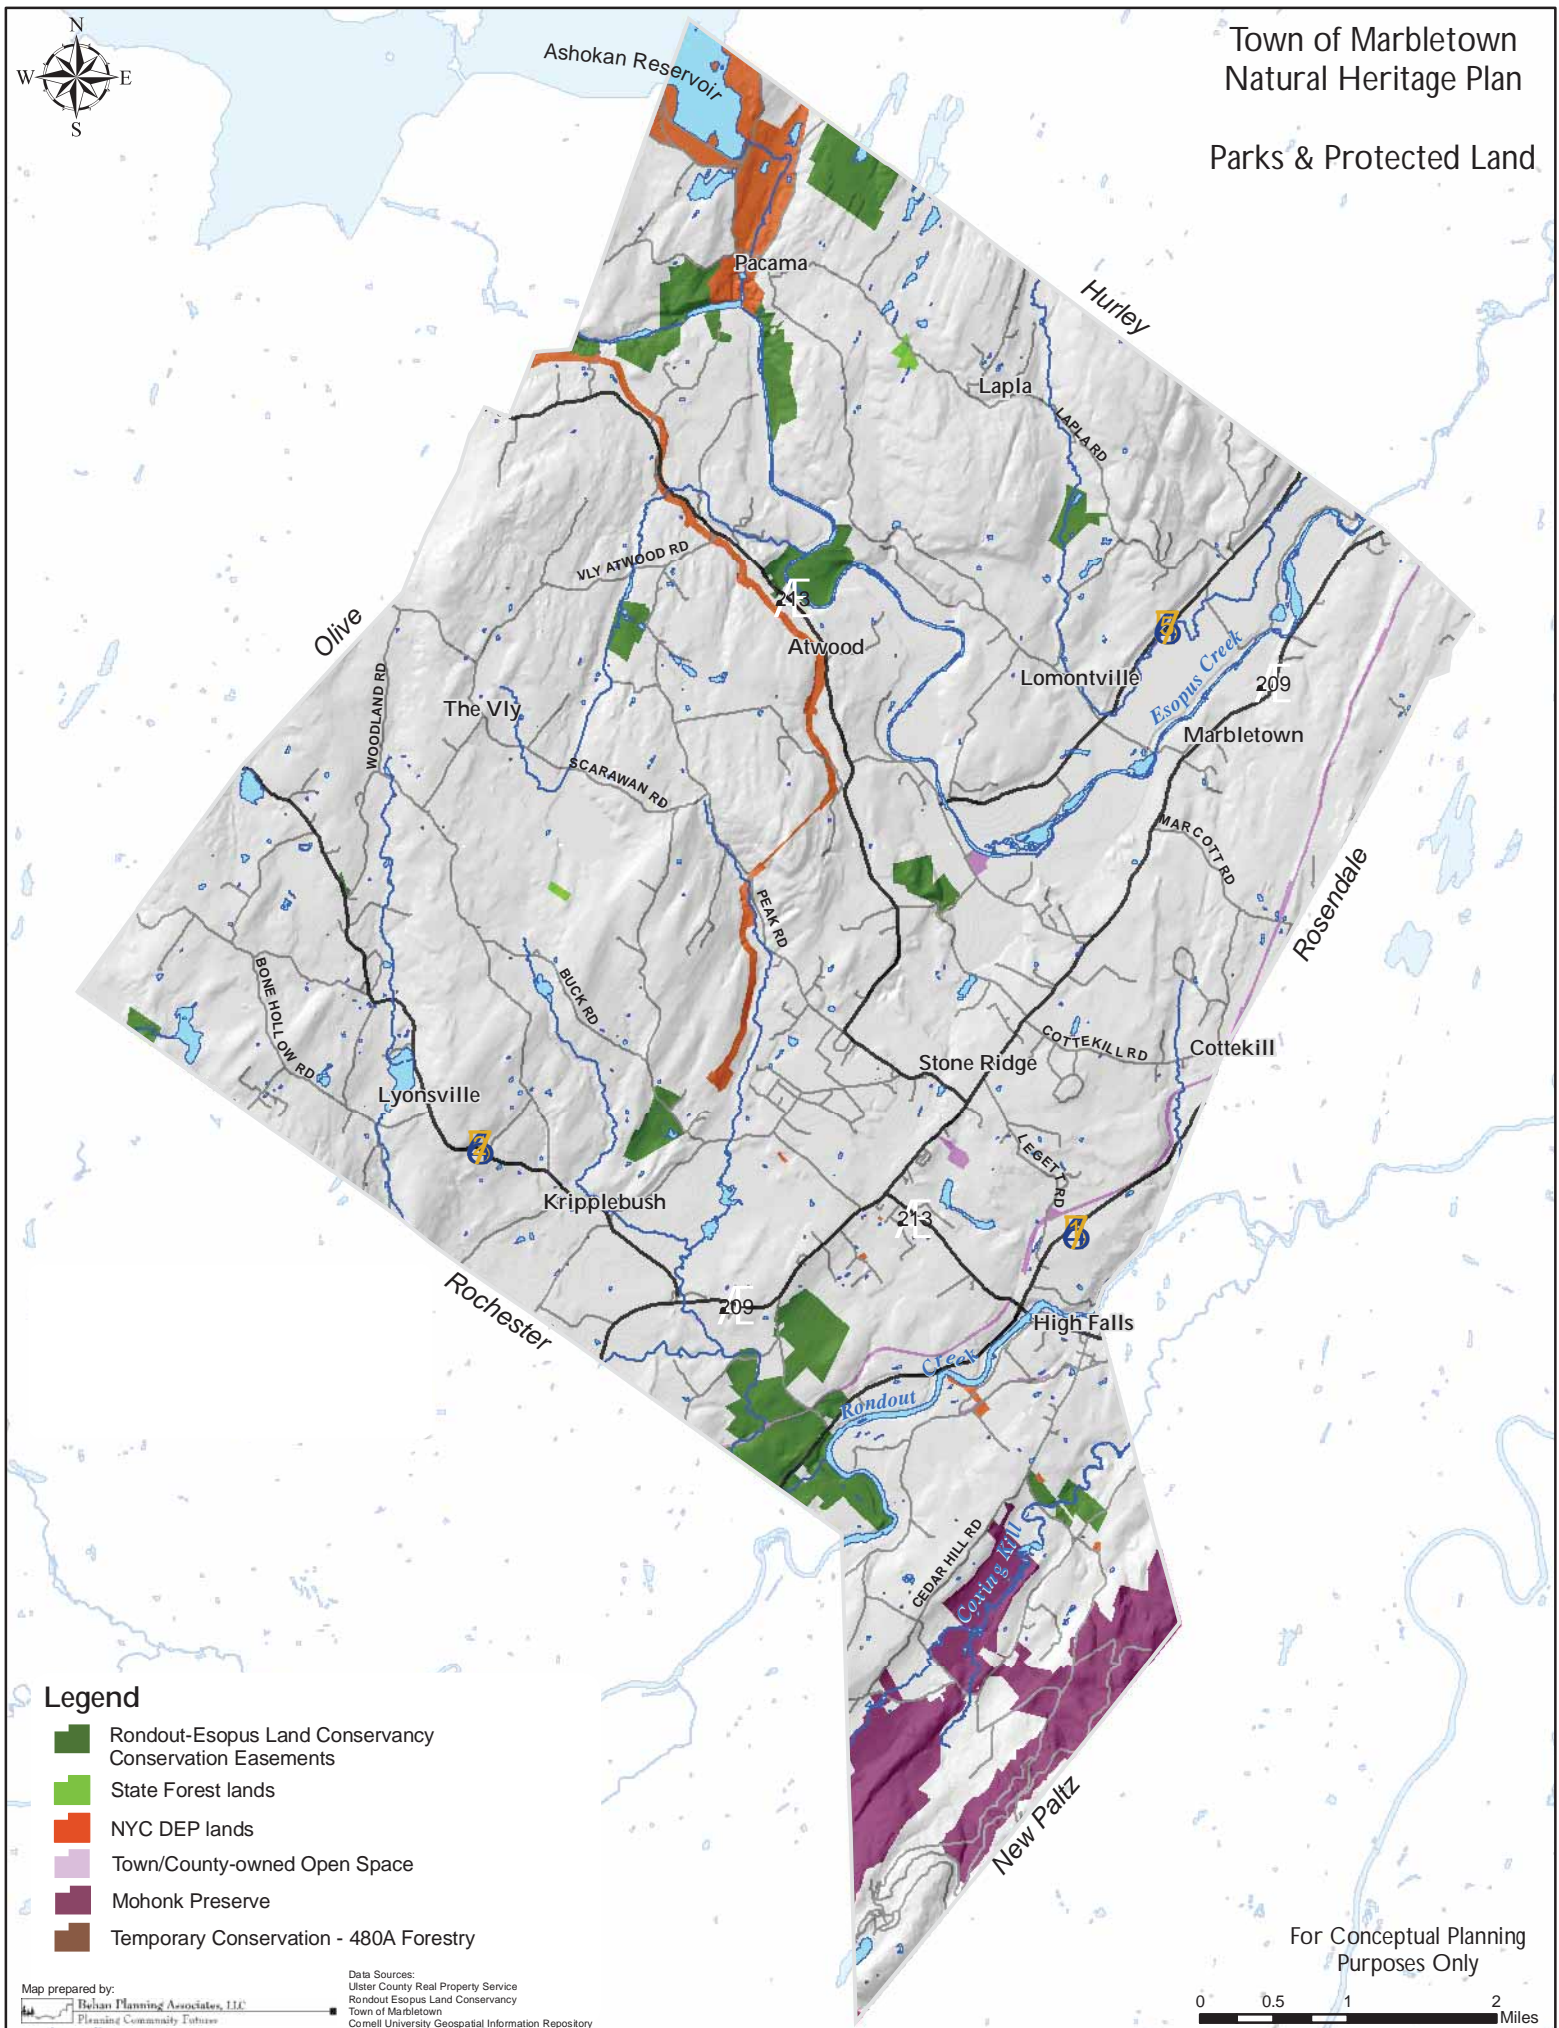 Town of Marbletown
Natural Heritage Plan
Parks & Protected Land
N
W
E
S
Ashokan Reservoir
Pacama
Hurley
Lapla
LAPLA RD
VLY ATWOOD RD
213
Atwood
Olive
WOODLAND RD
The Vly
SCARAWAN RD
Lomontville
Esopus Creek
209
Marbletown
MARCOTT RD
Rosendale
PEAK RD
BUCK RD
BONE HOLLOW RD
Stone Ridge
COTTEKILL RD
Cottekill
Lyonsville
LEGETT RD
Kripplebush
213
209
Rochester
High Falls
Rondout Creek
CEDAR HILL RD
Coxing Kill
New Paltz
Legend
Rondout-Esopus Land Conservancy
Conservation Easements
State Forest lands
NYC DEP lands
Town/County-owned Open Space
Mohonk Preserve
Temporary Conservation - 480A Forestry
Map prepared by:
Behan Planning Associates, LLC
Planning Community Futures
Data Sources:
Ulster County Real Property Service
Rondout Esopus Land Conservancy
Town of Marbletown
Cornell University Geospatial Information Repository
For Conceptual Planning
Purposes Only
0 0.5 1 2
Miles